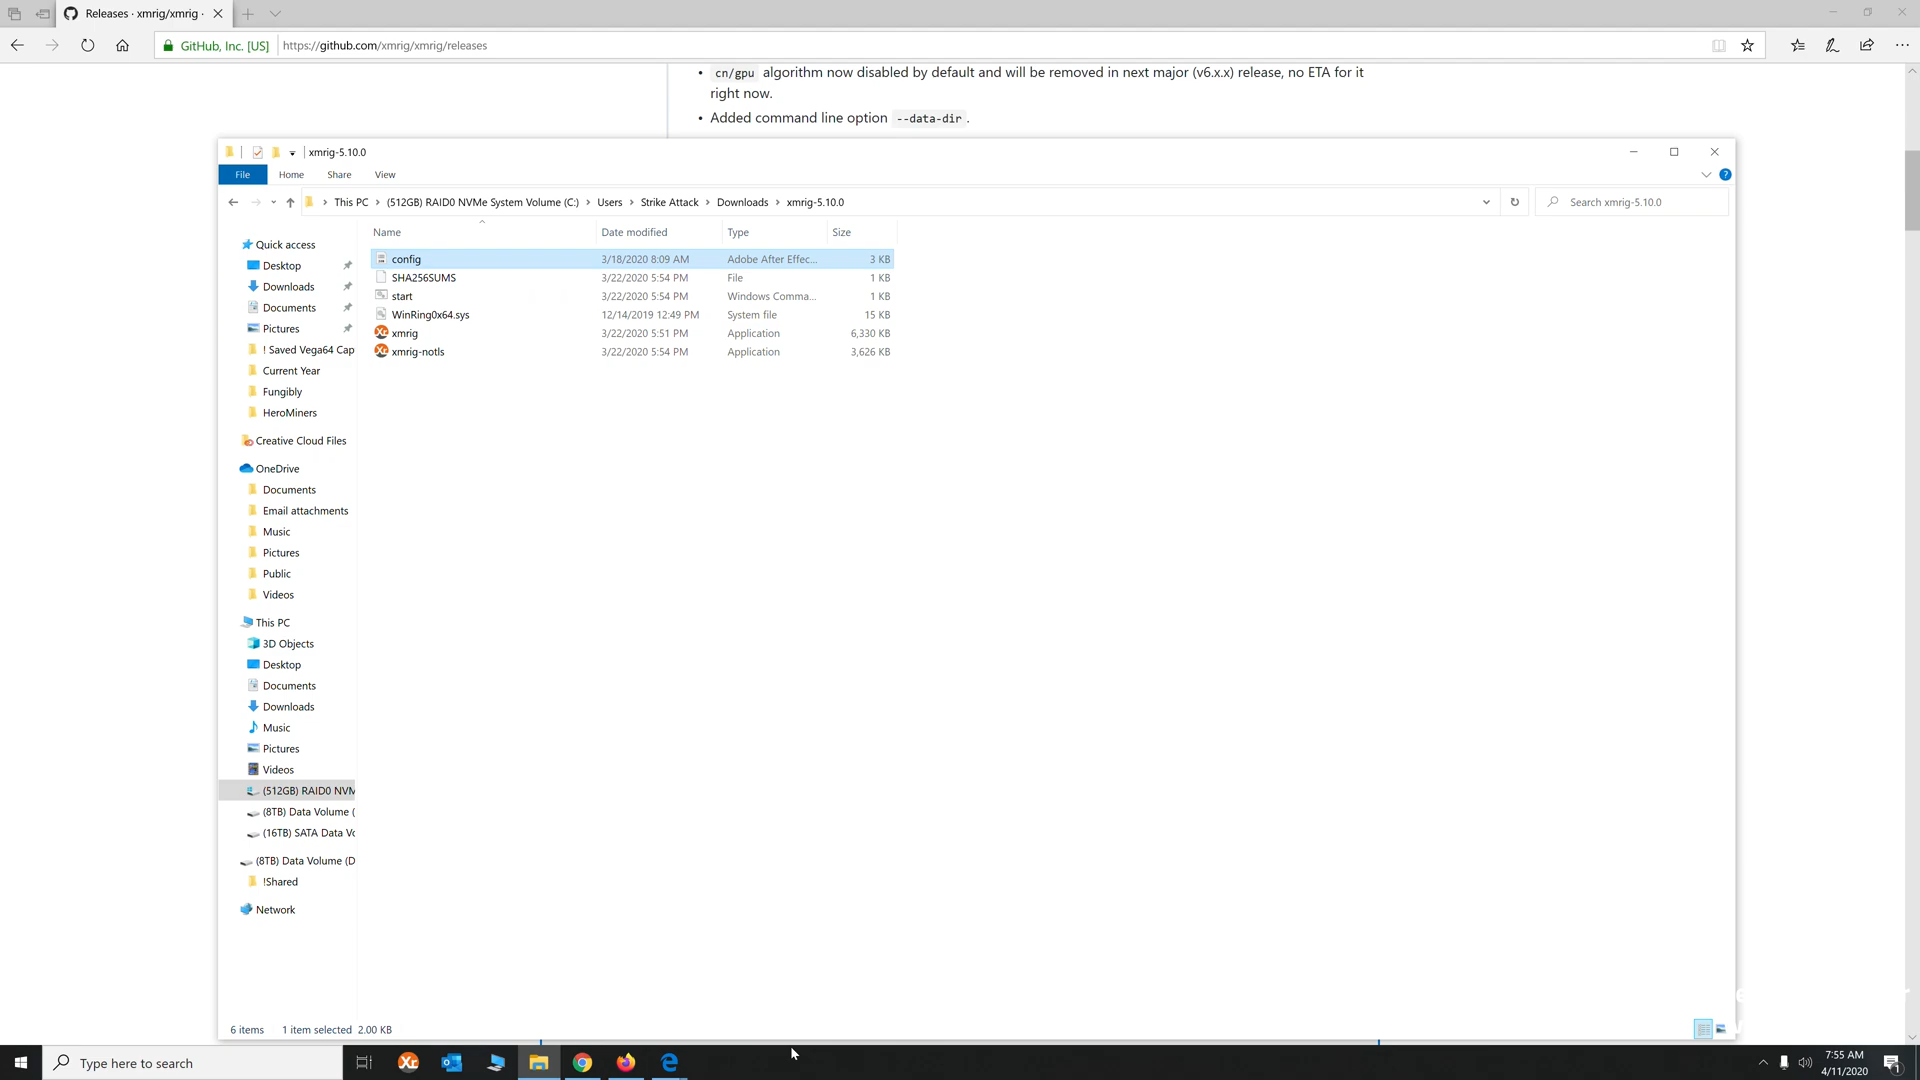 Releases · xmrig/xmrig ·
GitHub, Inc. [US]
https://github.com/xmrig/xmrig/releases
• cn/gpu algorithm now disabled by default and will be removed in next major (v6.x.x) release, no ETA for it
right now.
• Added command line option --data-dir.
xmrig-5.10.0
File Home Share View
This PC > (512GB) RAID0 NVMe System Volume (C:) > Users > Strike Attack > Downloads > xmrig-5.10.0
Search xmrig-5.10.0
Name Date modified Type Size
config 3/18/2020 8:09 AM Adobe After Effec... 3 KB
SHA256SUMS 3/22/2020 5:54 PM File 1 KB
start 3/22/2020 5:54 PM Windows Comma... 1 KB
WinRing0x64.sys 12/14/2019 12:49 PM System file 15 KB
xmrig 3/22/2020 5:51 PM Application 6,330 KB
xmrig-notls 3/22/2020 5:54 PM Application 3,626 KB
Quick access
Desktop
Downloads
Documents
Pictures
! Saved Vega64 Cap
Current Year
Fungibly
HeroMiners
Creative Cloud Files
OneDrive
Documents
Email attachments
Music
Pictures
Public
Videos
This PC
3D Objects
Desktop
Documents
Downloads
Music
Pictures
Videos
(512GB) RAID0 NVM
(8TB) Data Volume (
(16TB) SATA Data Vo
(8TB) Data Volume (D
!Shared
Network
6 items 1 item selected 2.00 KB
Type here to search
7:55 AM
4/11/2020